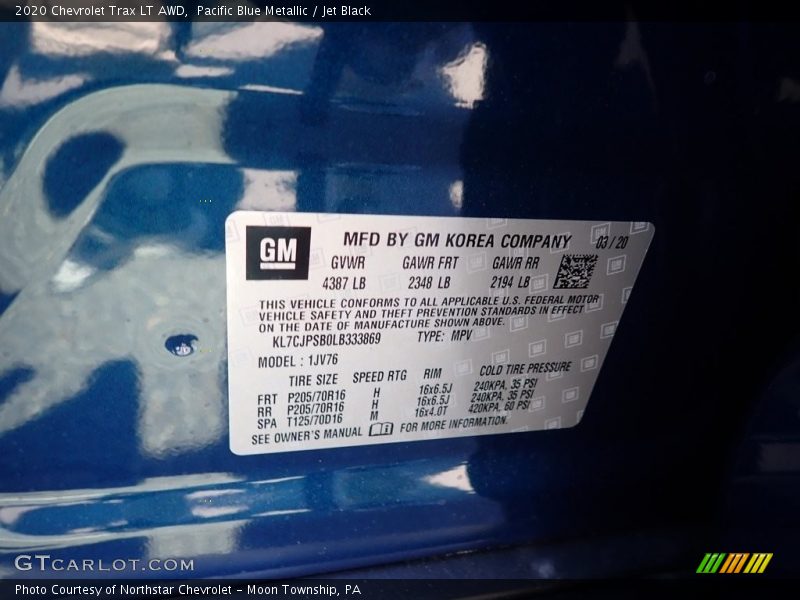 2020 Chevrolet Trax LT AWD,  Pacific Blue Metallic / Jet Black
GM
MFD BY GM KOREA COMPANY 03 / 20
GVWR GAWR FRT GAWR RR
4387 LB 2348 LB 2194 LB
THIS VEHICLE CONFORMS TO ALL APPLICABLE U.S. FEDERAL MOTOR
VEHICLE SAFETY AND THEFT PREVENTION STANDARDS IN EFFECT
ON THE DATE OF MANUFACTURE SHOWN ABOVE.
KL7CJPSB0LB333869 TYPE: MPV
MODEL : 1JV76
TIRE SIZE SPEED RTG RIM COLD TIRE PRESSURE
FRT P205/70R16 H 16x6.5J 240KPA, 35 PSI
RR P205/70R16 H 16x6.5J 240KPA, 35 PSI
SPA T125/70D16 M 16x4.0T 420KPA, 60 PSI
SEE OWNER'S MANUAL FOR MORE INFORMATION.
GTCARLOT.COM
Photo Courtesy of Northstar Chevrolet – Moon Township, PA